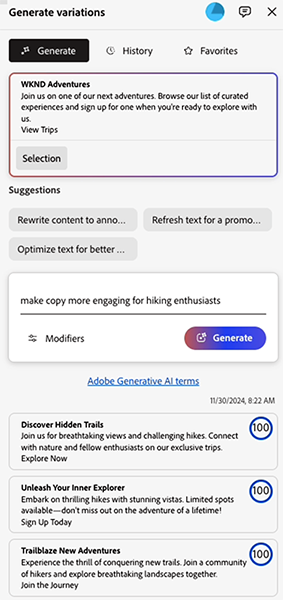 Generate variations
Generate
History
Favorites
WKND Adventures
Join us on one of our next adventures. Browse our list of curated
experiences and sign up for one when you're ready to explore with
us.
View Trips
Selection
Suggestions
Rewrite content to anno...
Refresh text for a promo...
Optimize text for better ...
make copy more engaging for hiking enthusiasts
Modifiers
Generate
Adobe Generative AI terms
11/30/2024, 8:22 AM
Discover Hidden Trails
100
Join us for breathtaking views and challenging hikes. Connect
with nature and fellow enthusiasts on our exclusive trips.
Explore Now
Unleash Your Inner Explorer
100
Embark on thrilling hikes with stunning vistas. Limited spots
available—don't miss out on the adventure of a lifetime!
Sign Up Today
Trailblaze New Adventures
100
Experience the thrill of conquering new trails. Join a community
of hikers and explore breathtaking landscapes together.
Join the Journey